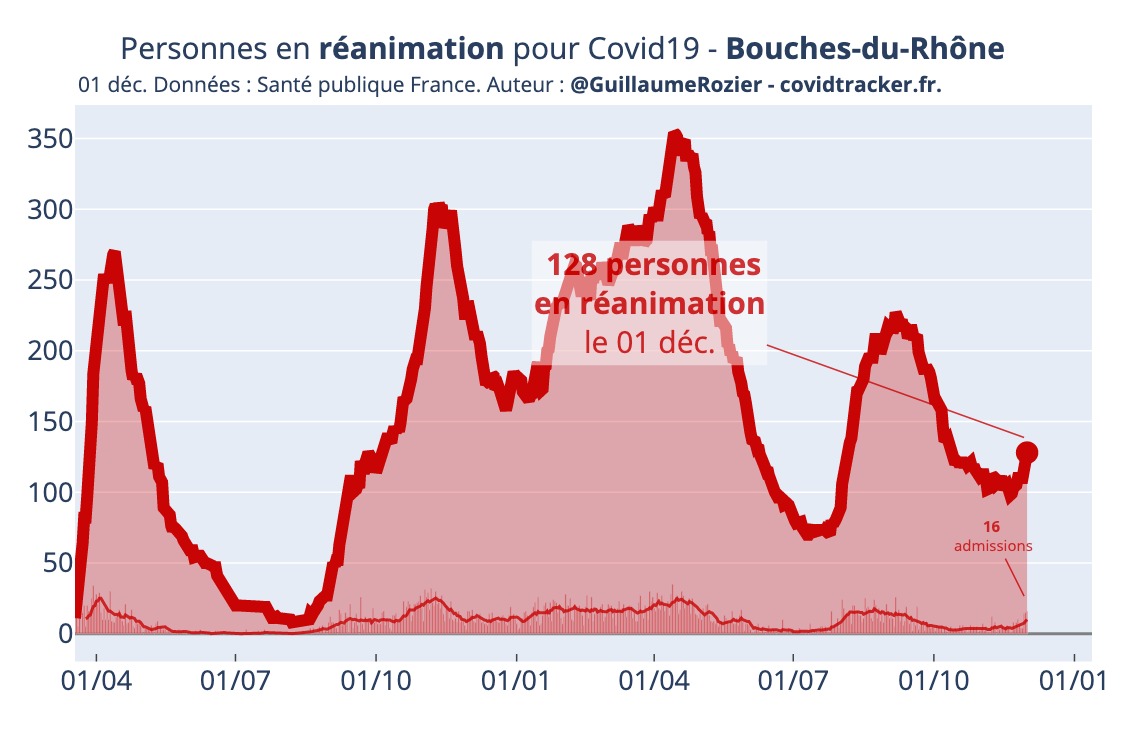 Personnes en réanimation pour Covid19 - Bouches-du-Rhône
01 déc. Données : Santé publique France. Auteur : @GuillaumeRozier - covidtracker.fr.
350
300
250
200
150
100
50
0
128 personnes
en réanimation
le 01 déc.
16
admissions
01/04
01/07
01/10
01/01
01/04
01/07
01/10
01/01